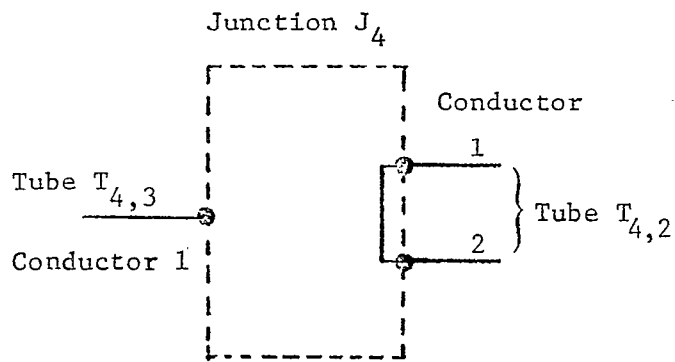 Junction J4
Conductor
1
Tube T4,3
Tube T4,2
2
Conductor 1